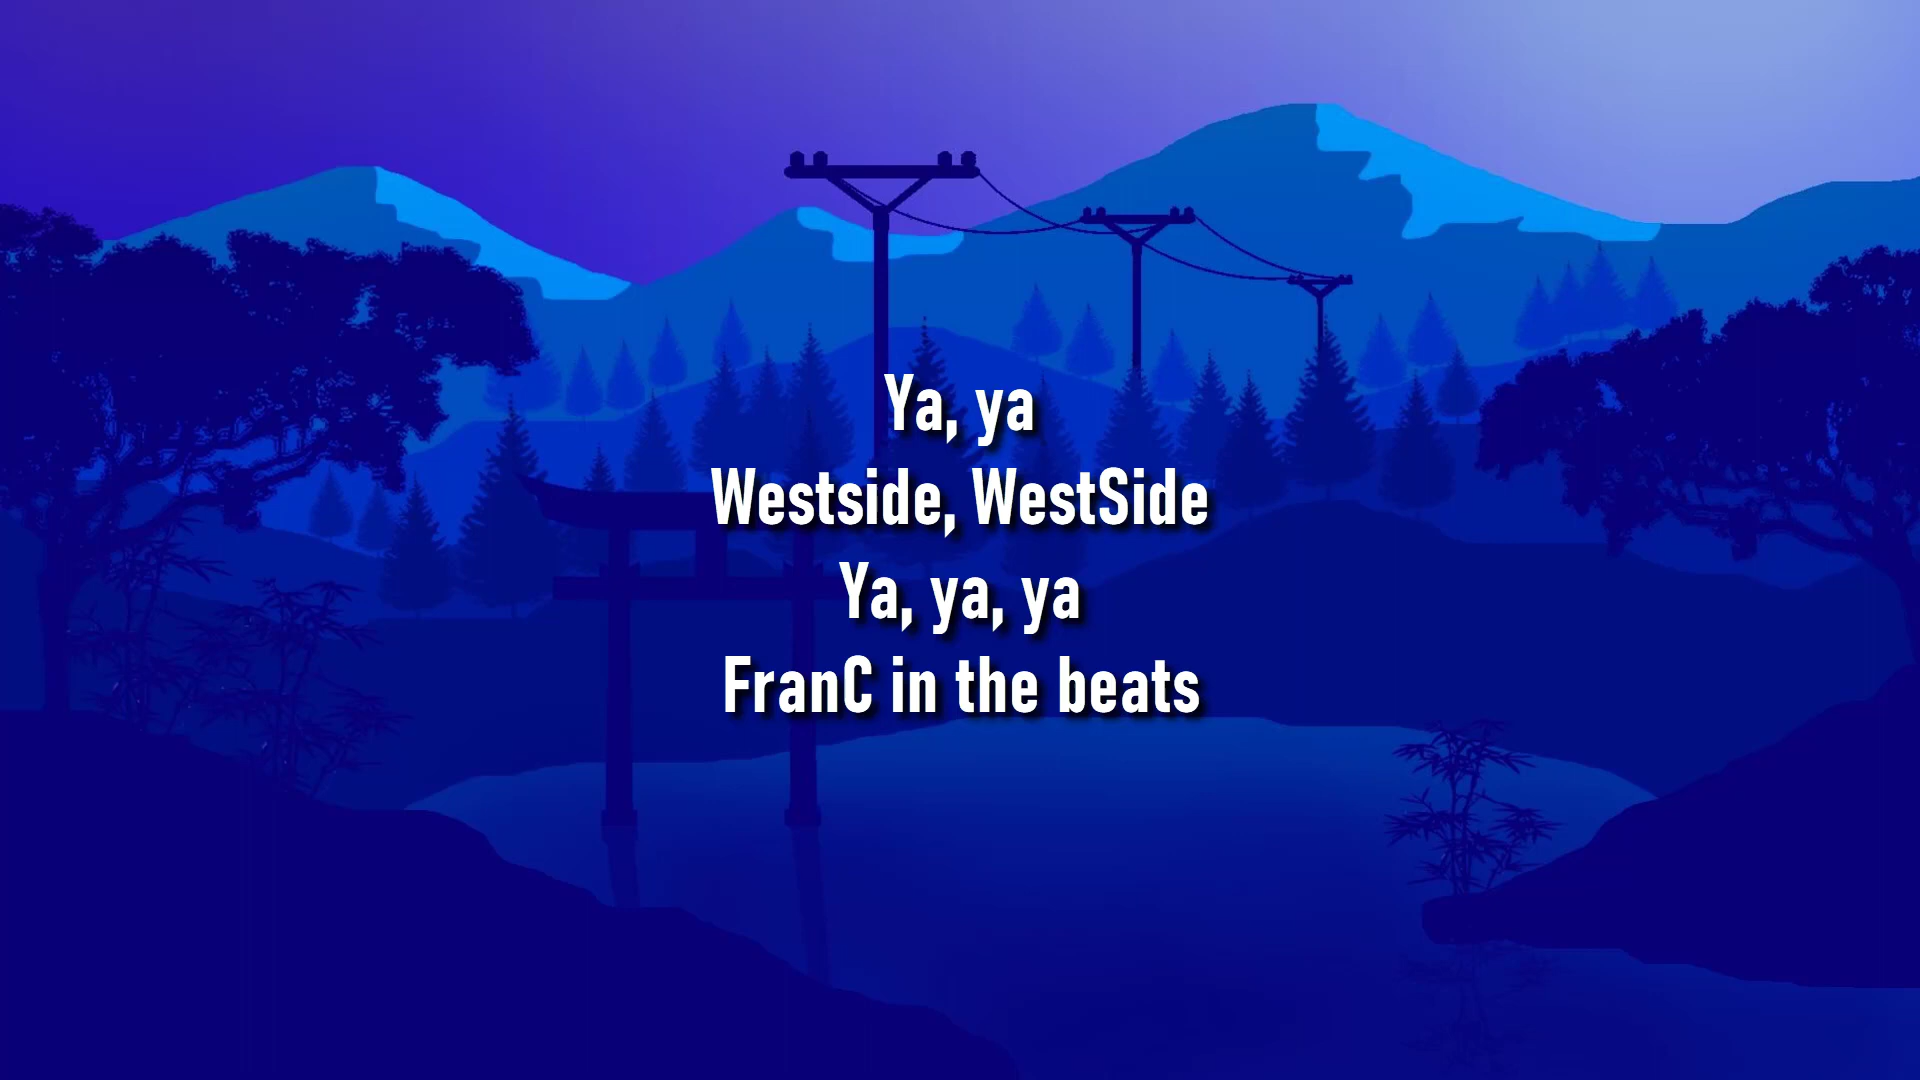 Ya, ya
Westside, WestSide
Ya, ya, ya
FranC in the beats